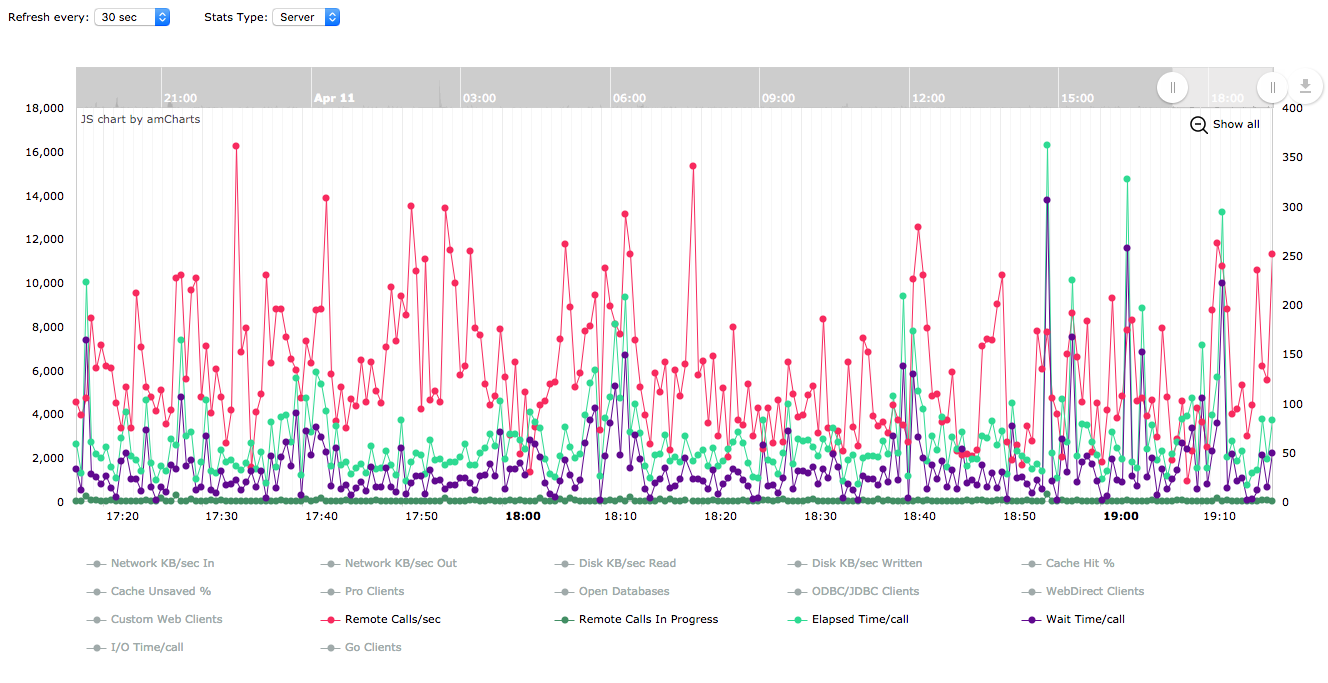 Refresh every: 30 sec Stats Type: Server
21:00 Apr 11 03:00 06:00 09:00 12:00 15:00 18:00
18,000 400
JS chart by amCharts Show all
16,000 350
14,000 300
12,000 250
10,000 200
8,000 150
6,000 100
4,000 50
2,000 0
0
17:20 17:30 17:40 17:50 18:00 18:10 18:20 18:30 18:40 18:50 19:00 19:10
Network KB/sec In Network KB/sec Out Disk KB/sec Read Disk KB/sec Written Cache Hit %
Cache Unsaved % Pro Clients Open Databases ODBC/JDBC Clients WebDirect Clients
Custom Web Clients Remote Calls/sec Remote Calls In Progress Elapsed Time/call Wait Time/call
I/O Time/call Go Clients